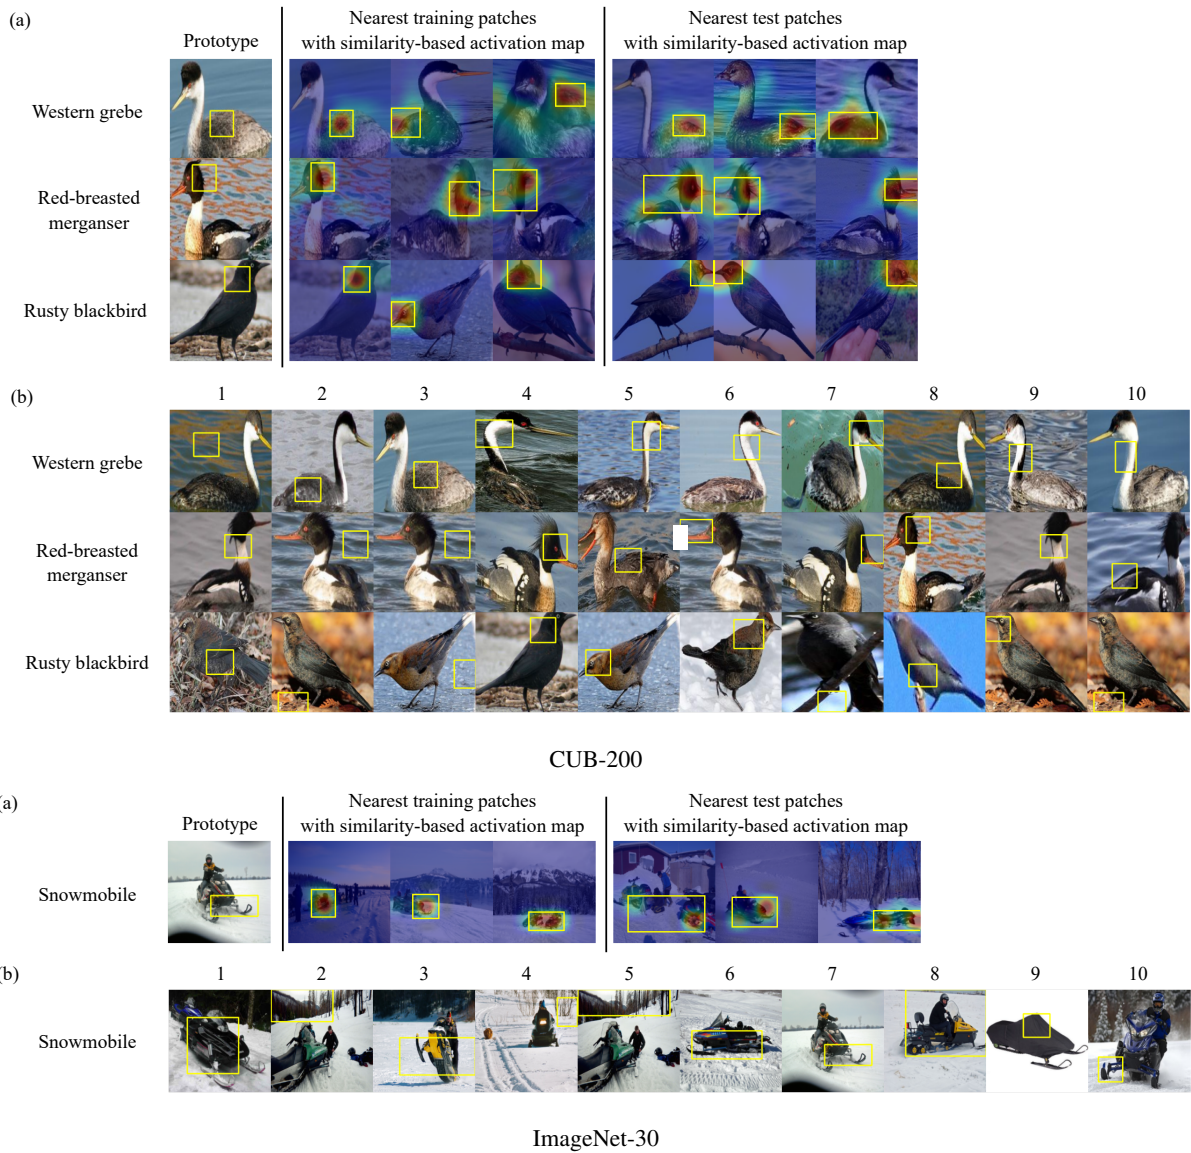 (a)
Prototype
Nearest training patches
with similarity-based activation map
Nearest test patches
with similarity-based activation map
Western grebe
Red-breasted
merganser
Rusty blackbird
(b)
1 2 3 4 5 6 7 8 9 10
Western grebe
Red-breasted
merganser
Rusty blackbird
CUB-200
(a)
Prototype
Nearest training patches
with similarity-based activation map
Nearest test patches
with similarity-based activation map
Snowmobile
(b)
1 2 3 4 5 6 7 8 9 10
Snowmobile
ImageNet-30